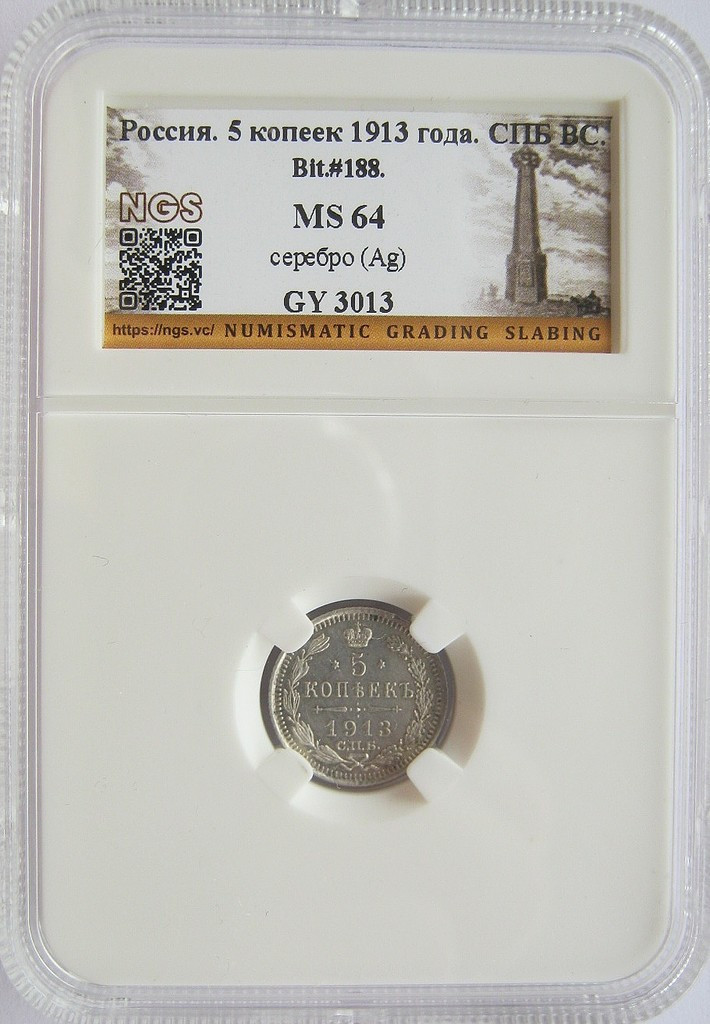 Россия. 5 копеек 1913 года. СПБ ВС.
Bit.#188.
NGS
MS 64
серебро (Ag)
GY 3013
https://ngs.vc/ NUMISMATIC GRADING SLABING
5
КОПѢЕКЪ
1913
С.П.Б.